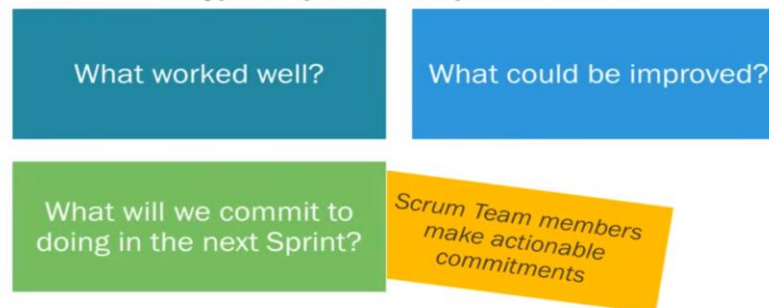 What worked well?
What could be improved?
What will we commit to
doing in the next Sprint?
Scrum Team members
make actionable
commitments